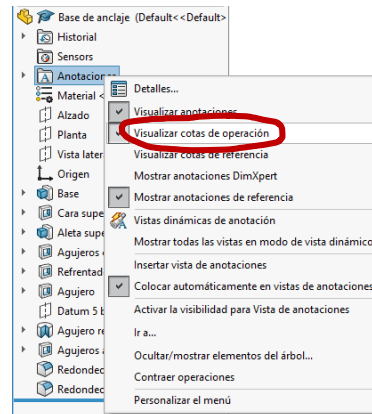 Base de anclaje (Default<<Default>
Historial
Sensors
Anotaciones
Material <
Alzado
Planta
Vista later
Origen
Base
Cara supe
Aleta supe
Agujeros
Refrentad
Agujero
Datum 5
Agujero re
Agujeros
Redondec
Redondec
Detalles...
Visualizar anotaciones
Visualizar cotas de operación
Visualizar cotas de referencia
Mostrar anotaciones DimXpert
Mostrar anotaciones de referencia
Vistas dinámicas de anotación
Mostrar todas las vistas en modo de vista dinámico
Insertar vista de anotaciones
Colocar automáticamente en vistas de anotaciones
Activar la visibilidad para Vista de anotaciones
Ir a...
Ocultar/mostrar elementos del árbol...
Contraer operaciones
Personalizar el menú